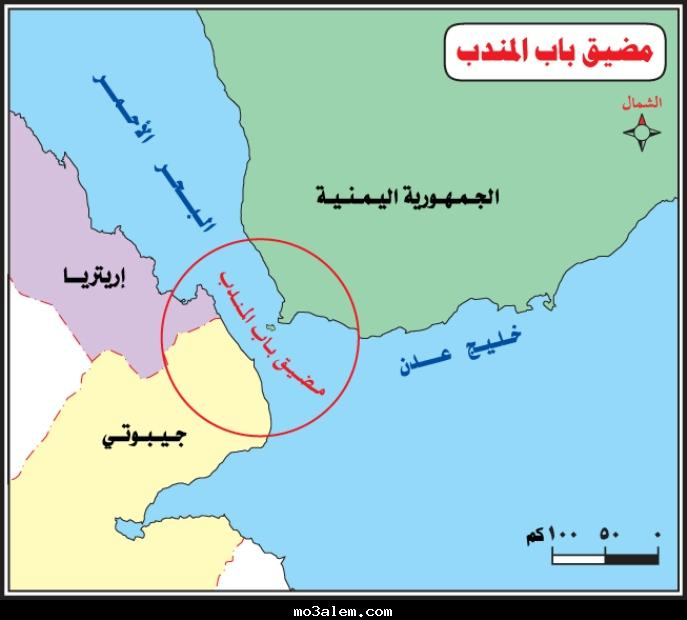 مضيق باب المندب
الشمال
البحر الأحمر
الجمهورية اليمنية
إريتريا
مضيق باب المندب
خليج عدن
جيبوتي
٠ ٥٠ ١٠٠ كم
mo3alem.com